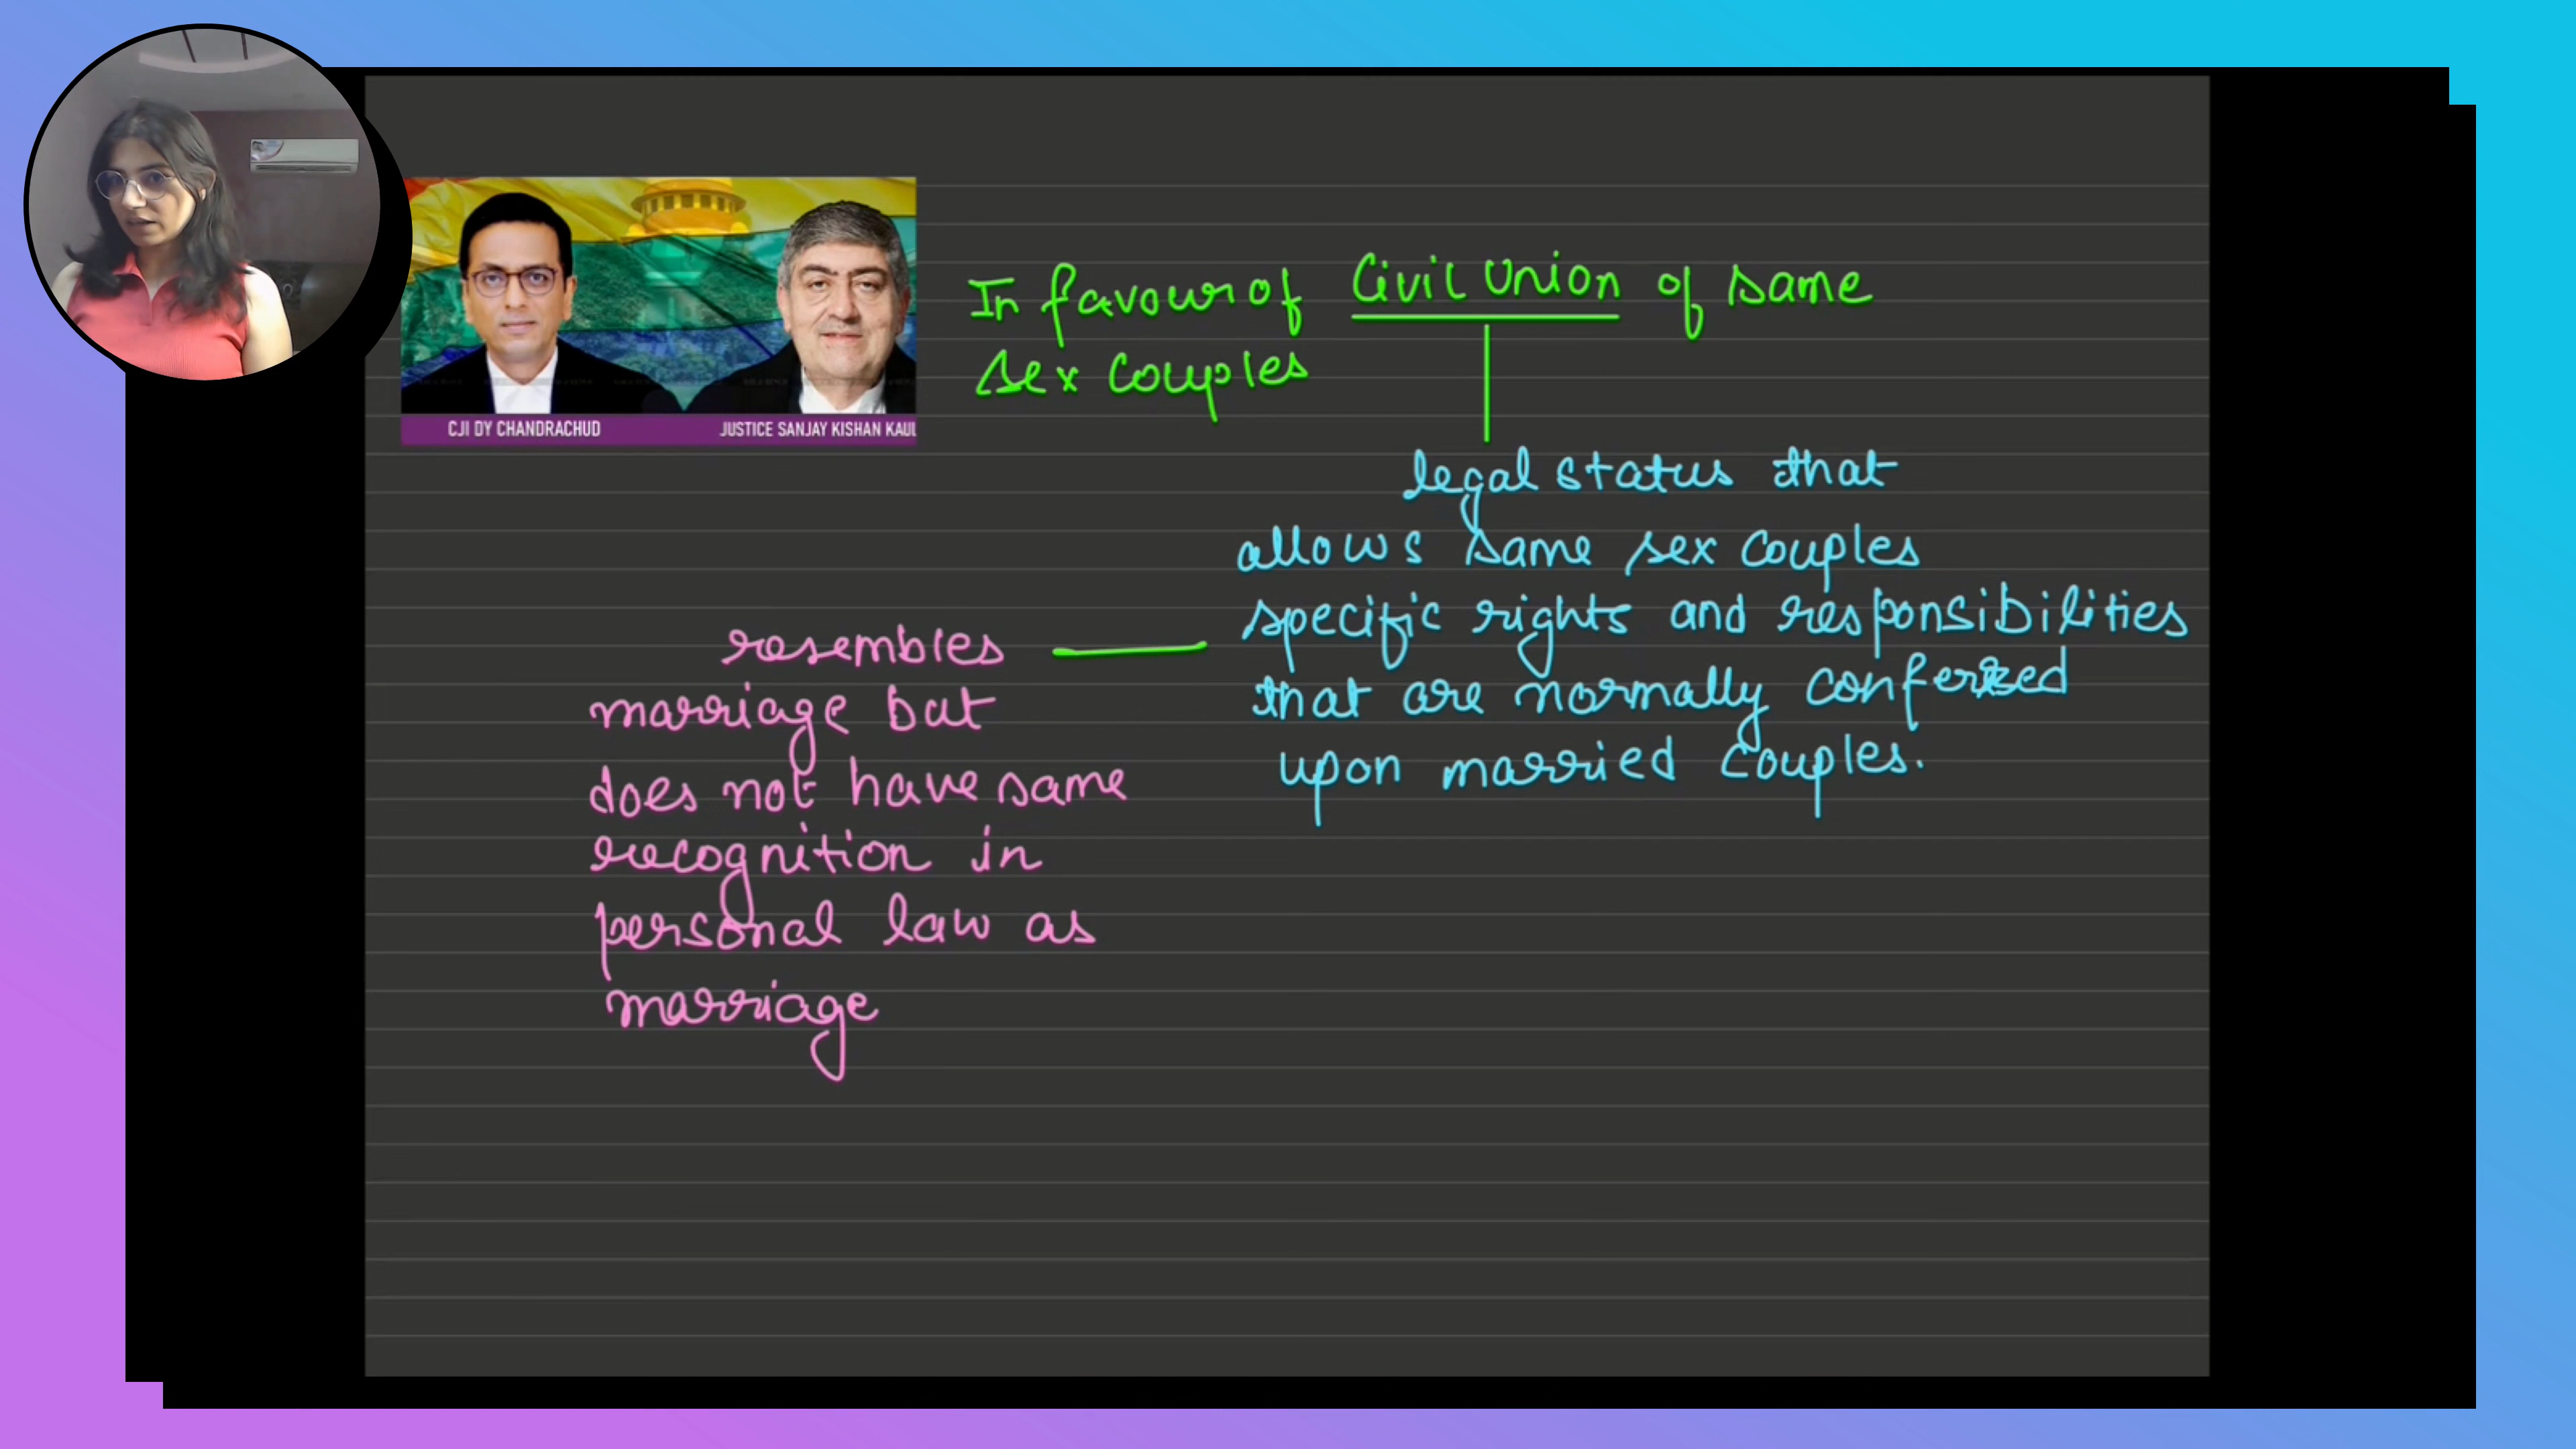 CJI DY CHANDRACHUD
JUSTICE SANJAY KISHAN KAUL
In favour of Civil Union of same
sex couples
legal status that
allows same sex couples
specific rights and responsibilities
that are normally conferred
upon married couples.
resembles
marriage but
does not have same
recognition in
personal law as
marriage